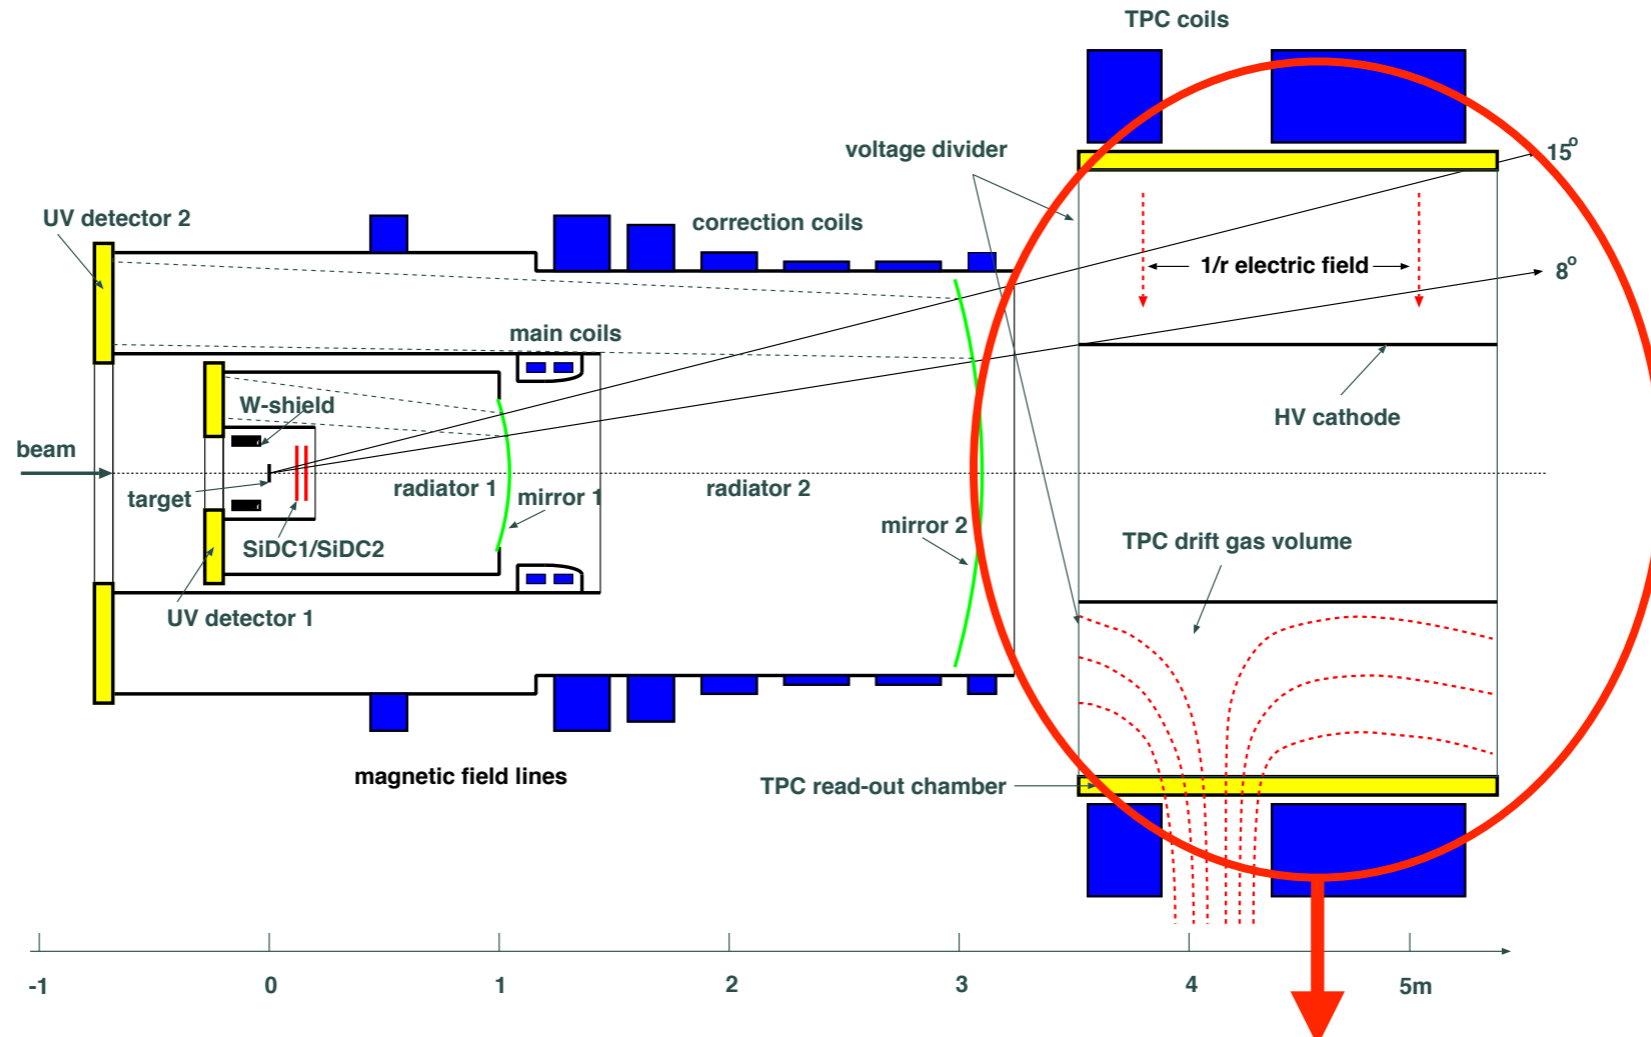 TPC coils
voltage divider
15°
UV detector 2
correction coils
1/r electric field
8°
main coils
W-shield
HV cathode
beam
target
radiator 1
mirror 1
radiator 2
mirror 2
SiDC1/SiDC2
TPC drift gas volume
UV detector 1
magnetic field lines
TPC read-out chamber
-1
0
1
2
3
4
5m